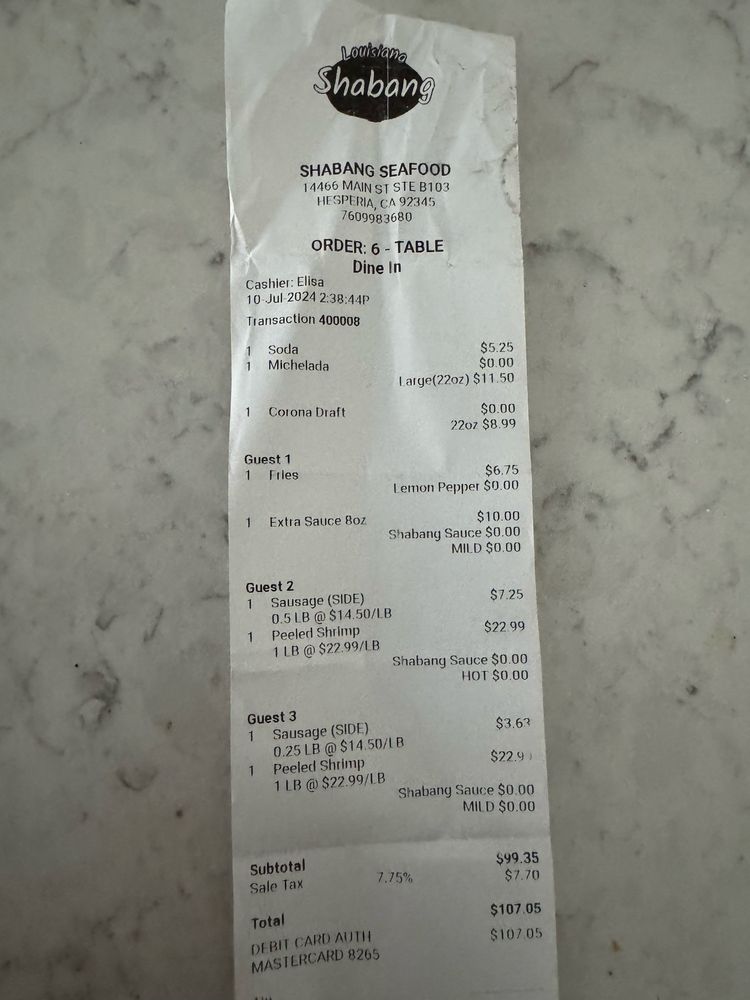 Louisiana
Shabang
SHABANG SEAFOOD
14466 MAIN ST STE B103
HESPERIA, CA 92345
7609983680
ORDER: 6 - TABLE
Dine In
Cashier: Elisa
10-Jul-2024 2:38:44P
Transaction 400008
1 Soda $5.25
1 Michelada $0.00
Large(22oz) $11.50
1 Corona Draft $0.00
22oz $8.99
Guest 1
1 Fries $6.75
Lemon Pepper $0.00
1 Extra Sauce 8oz $10.00
Shabang Sauce $0.00
MILD $0.00
Guest 2
1 Sausage (SIDE) $7.25
0.5 LB @ $14.50/LB
1 Peeled Shrimp $22.99
1 LB @ $22.99/LB
Shabang Sauce $0.00
HOT $0.00
Guest 3
1 Sausage (SIDE) $3.63
0.25 LB @ $14.50/LB
1 Peeled Shrimp
1 LB @ $22.99/LB
Shabang Sauce $0.00
MILD $0.00
Subtotal $99.35
Sale Tax 7.75% $7.70
Total $107.05
DEBIT CARD AUTH $107.05
MASTERCARD 8265